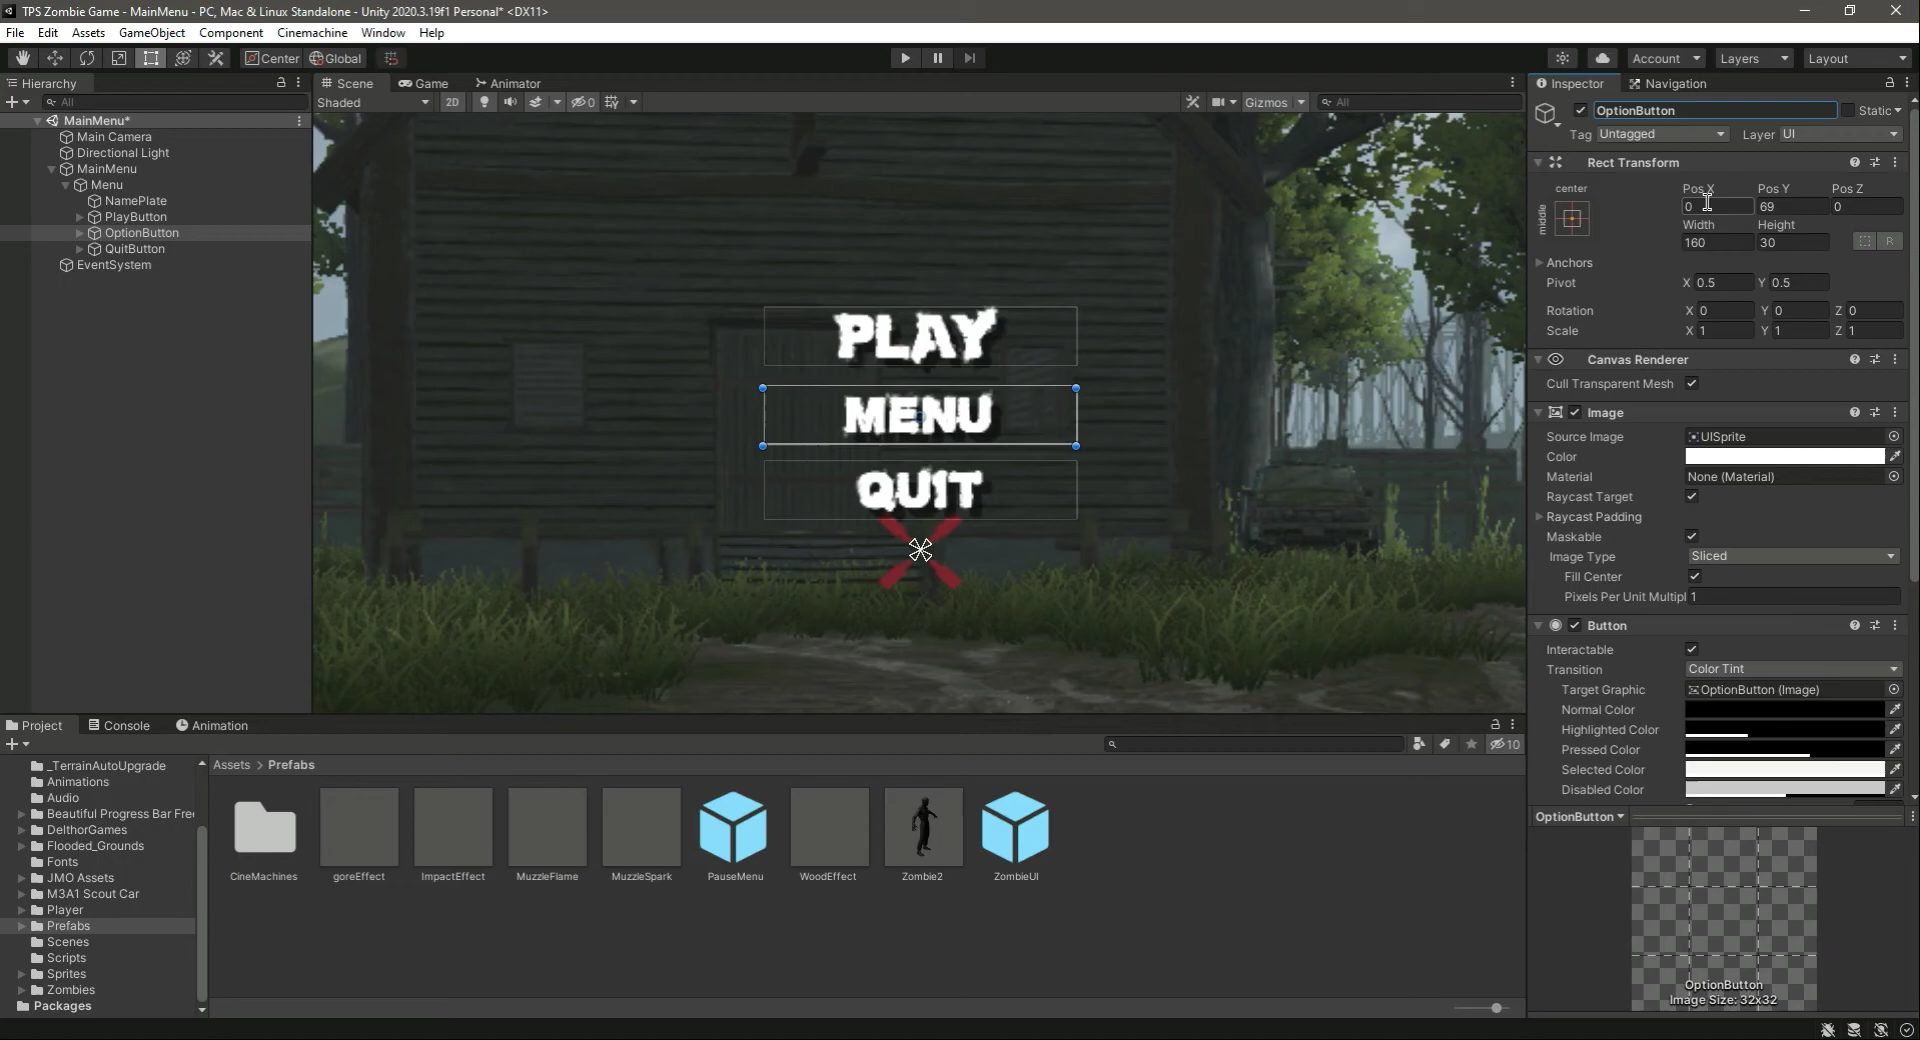 TPS Zombie Game - MainMenu - PC, Mac & Linux Standalone - Unity 2020.3.19f1 Personal* <DX11>
File Edit Assets GameObject Component Cinemachine Window Help
Center Global Account Layers Layout
Hierarchy
All
MainMenu*
Main Camera
Directional Light
MainMenu
Menu
NamePlate
PlayButton
OptionButton
QuitButton
EventSystem
Scene Game Animator
Shaded 2D 0 Gizmos All
PLAY
MENU
QUIT
Inspector Navigation
OptionButton Static
Tag Untagged Layer UI
Rect Transform
center Pos X Pos Y Pos Z
middle 0 69 0
Width Height
160 30 R
Anchors
Pivot X 0.5 Y 0.5
Rotation X 0 Y 0 Z 0
Scale X 1 Y 1 Z 1
Canvas Renderer
Cull Transparent Mesh
Image
Source Image UISprite
Color
Material None (Material)
Raycast Target
Raycast Padding
Maskable
Image Type Sliced
Fill Center
Pixels Per Unit Multipl 1
Button
Interactable
Transition Color Tint
Target Graphic OptionButton (Image)
Normal Color
Highlighted Color
Pressed Color
Selected Color
Disabled Color
OptionButton
OptionButton
Image Size: 32x32
Project Console Animation
10
_TerrainAutoUpgrade
Animations
Audio
Beautiful Progress Bar Free
DelthorGames
Flooded_Grounds
Fonts
JMO Assets
M3A1 Scout Car
Player
Prefabs
Scenes
Scripts
Sprites
Zombies
Packages
Assets > Prefabs
CineMachines goreEffect ImpactEffect MuzzleFlame MuzzleSpark PauseMenu WoodEffect Zombie2 ZombieUI